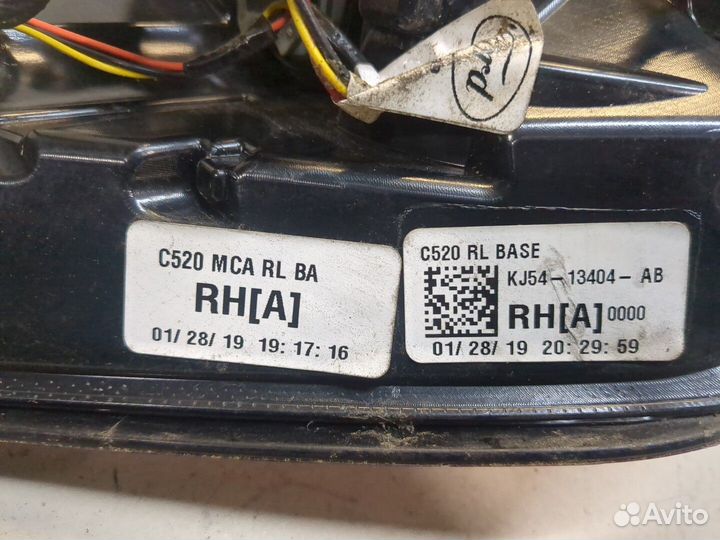 Ford
C520 MCA RL BA
RH[A]
01/ 28/ 19 19: 17: 16
C520 RL BASE
KJ54-13404- AB
RH[A] 0000
01/ 28/ 19 20: 29: 59
Avito